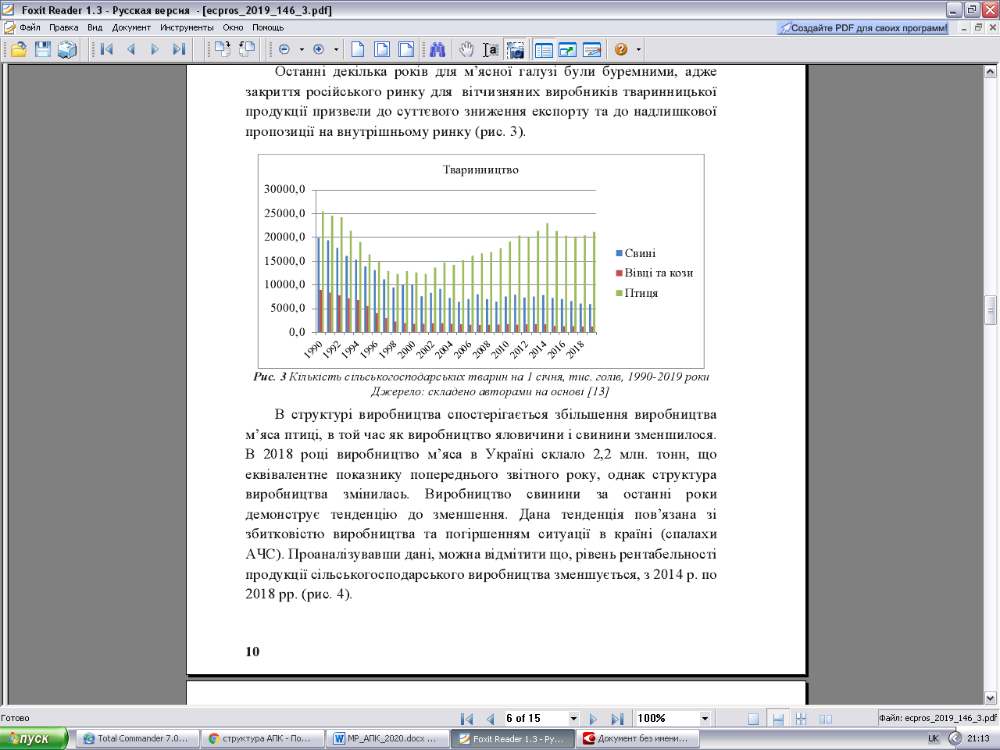 Foxit Reader 1.3 - Русская версия - [ecpros_2019_146_3.pdf]
Файл Правка Вид Документ Инструменты Окно Помощь
Создайте PDF для своих программ!
Останні декілька років для м’ясної галузі були буремними, адже
закриття російського ринку для вітчизняних виробників тваринницької
продукції призвели до суттєвого зниження експорту та до надлишкової
пропозиції на внутрішньому ринку (рис. 3).
Тваринництво
30000,0
25000,0
20000,0
15000,0
10000,0
5000,0
0,0
1990 1992 1994 1996 1998 2000 2002 2004 2006 2008 2010 2012 2014 2016 2018
Свині
Вівці та кози
Птиця
Рис. 3 Кількість сільськогосподарських тварин на 1 січня, тис. голів, 1990-2019 роки
Джерело: складено авторами на основі [13]
В структурі виробництва спостерігається збільшення виробництва
м’яса птиці, в той час як виробництво яловичини і свинини зменшилося.
В 2018 році виробництво м’яса в Україні склало 2,2 млн. тонн, що
еквівалентне показнику попереднього звітного року, однак структура
виробництва змінилась. Виробництво свинини за останні роки
демонструє тенденцію до зменшення. Дана тенденція пов’язана зі
збитковістю виробництва та погіршенням ситуації в країні (спалахи
АЧС). Проаналізувавши дані, можна відмітити що, рівень рентабельності
продукції сільськогосподарського виробництва зменшується, з 2014 р. по
2018 рр. (рис. 4).
10
Готово
6 of 15
100%
Файл: ecpros_2019_146_3.pdf
пуск
Total Commander 7.0...
структура АПК - По...
МР_АПК_2020.docx ...
Foxit Reader 1.3 - Ру...
Документ без имени...
UK
21:13